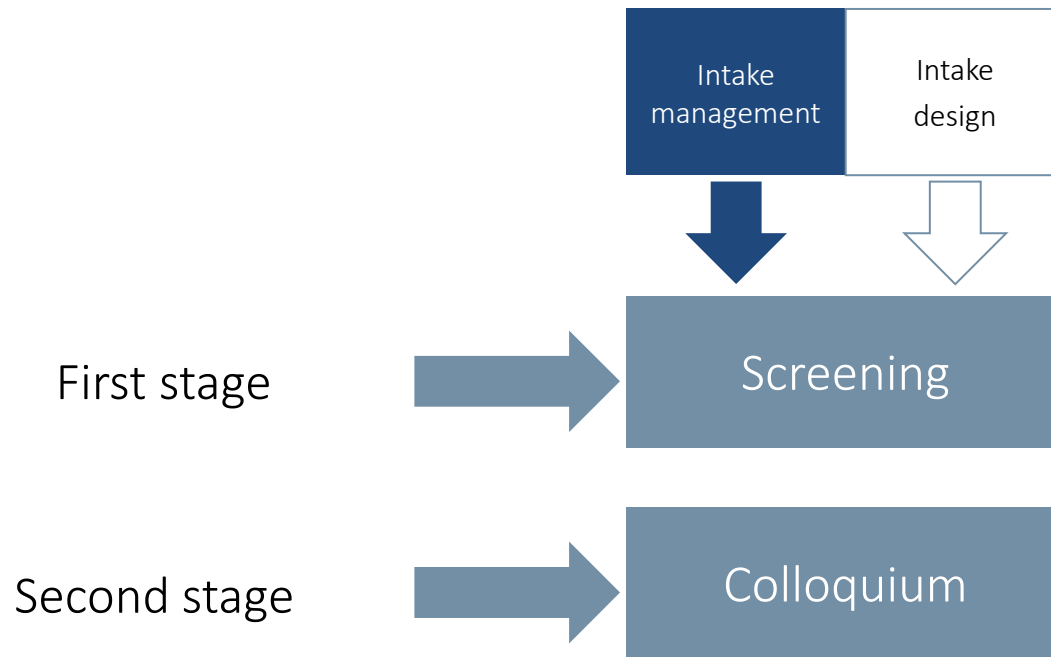 Intake
management
Intake
design
First stage
Screening
Second stage
Colloquium